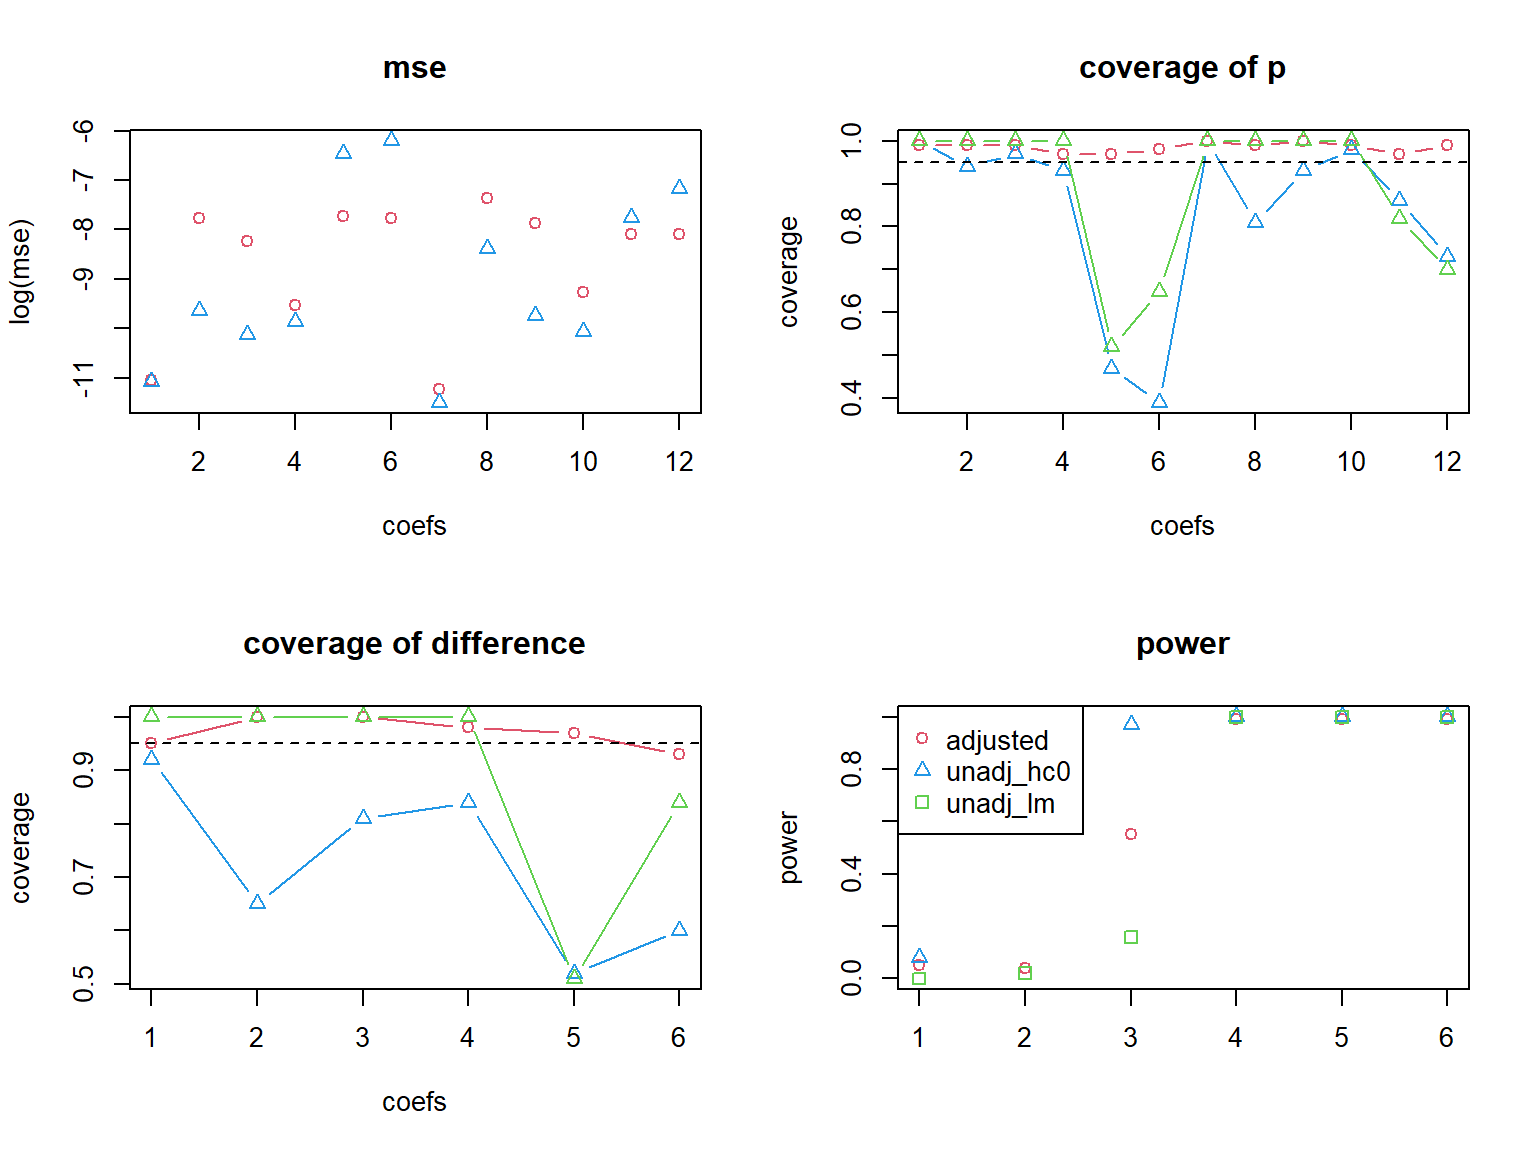 mse
log(mse)
-6
-7
-8
-9
-11
2 4 6 8 10 12
coefs
coverage of p
coverage
1.0
0.8
0.6
0.4
2 4 6 8 10 12
coefs
coverage of difference
coverage
0.9
0.7
0.5
1 2 3 4 5 6
coefs
power
power
0.8
0.4
0.0
adjusted
unadj_hc0
unadj_lm
1 2 3 4 5 6